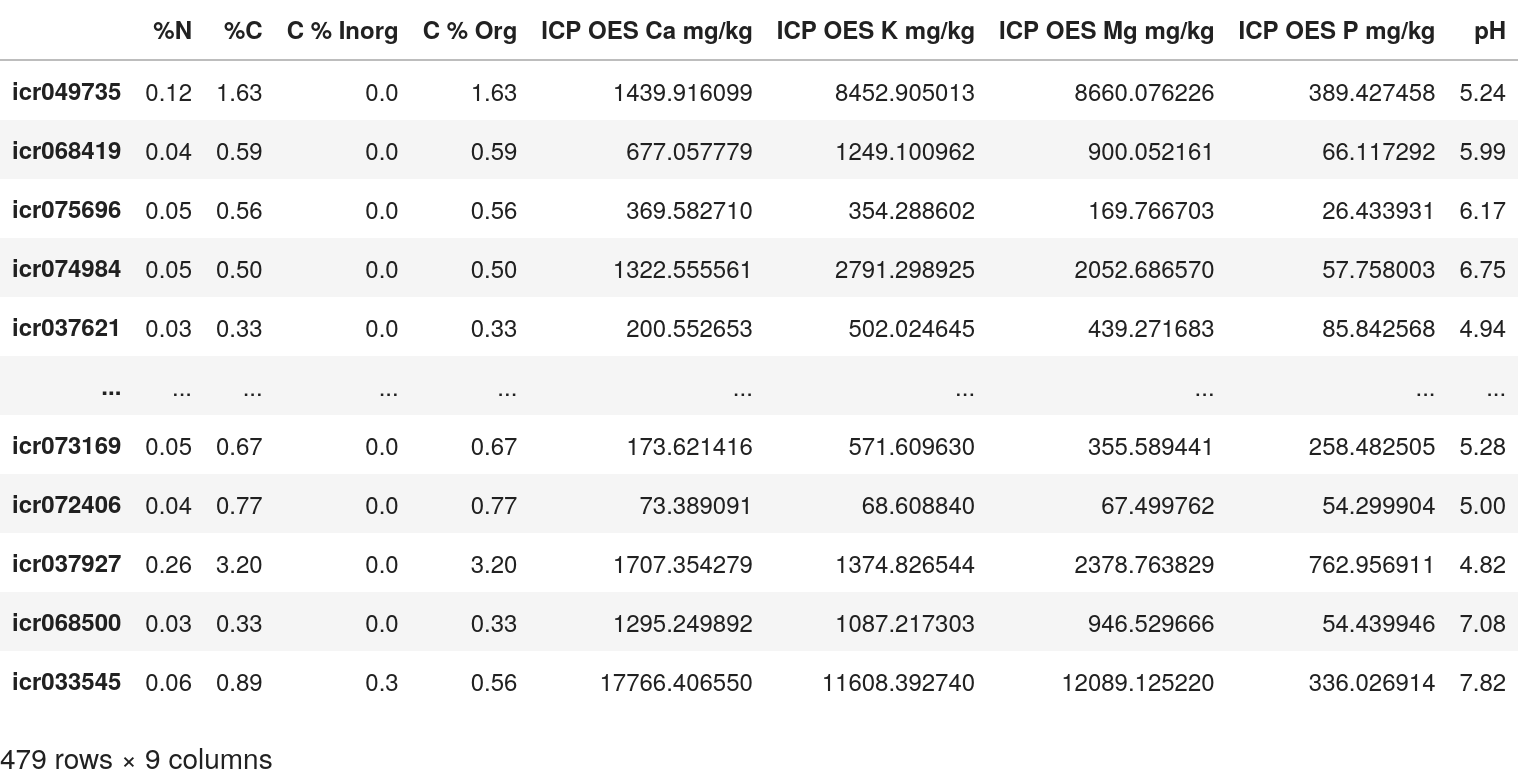 %N %C C % Inorg C % Org ICP OES Ca mg/kg ICP OES K mg/kg ICP OES Mg mg/kg ICP OES P mg/kg pH
icr049735 0.12 1.63 0.0 1.63 1439.916099 8452.905013 8660.076226 389.427458 5.24
icr068419 0.04 0.59 0.0 0.59 677.057779 1249.100962 900.052161 66.117292 5.99
icr075696 0.05 0.56 0.0 0.56 369.582710 354.288602 169.766703 26.433931 6.17
icr074984 0.05 0.50 0.0 0.50 1322.555561 2791.298925 2052.686570 57.758003 6.75
icr037621 0.03 0.33 0.0 0.33 200.552653 502.024645 439.271683 85.842568 4.94
... ... ... ... ... ... ... ... ... ...
icr073169 0.05 0.67 0.0 0.67 173.621416 571.609630 355.589441 258.482505 5.28
icr072406 0.04 0.77 0.0 0.77 73.389091 68.608840 67.499762 54.299904 5.00
icr037927 0.26 3.20 0.0 3.20 1707.354279 1374.826544 2378.763829 762.956911 4.82
icr068500 0.03 0.33 0.0 0.33 1295.249892 1087.217303 946.529666 54.439946 7.08
icr033545 0.06 0.89 0.3 0.56 17766.406550 11608.392740 12089.125220 336.026914 7.82
479 rows × 9 columns